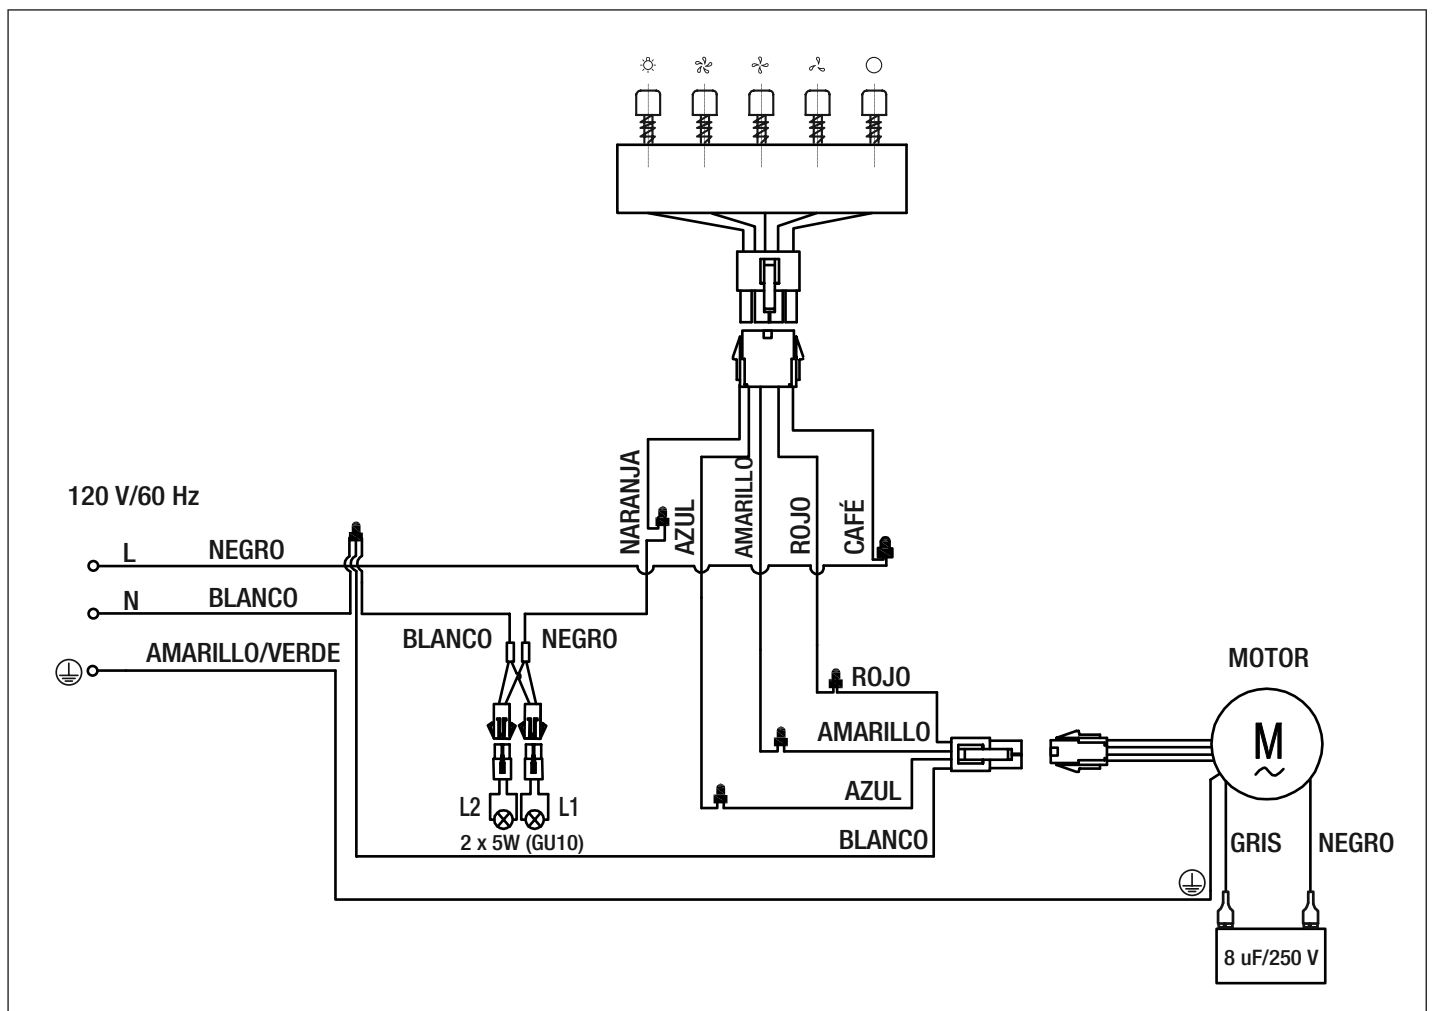 120 V/60 Hz
L
NEGRO
N
BLANCO
AMARILLO/VERDE
NARANJA
AZUL
AMARILLO
ROJO
CAFÉ
BLANCO
NEGRO
L2
L1
2 x 5W (GU10)
ROJO
AMARILLO
AZUL
BLANCO
MOTOR
M
GRIS
NEGRO
8 uF/250 V